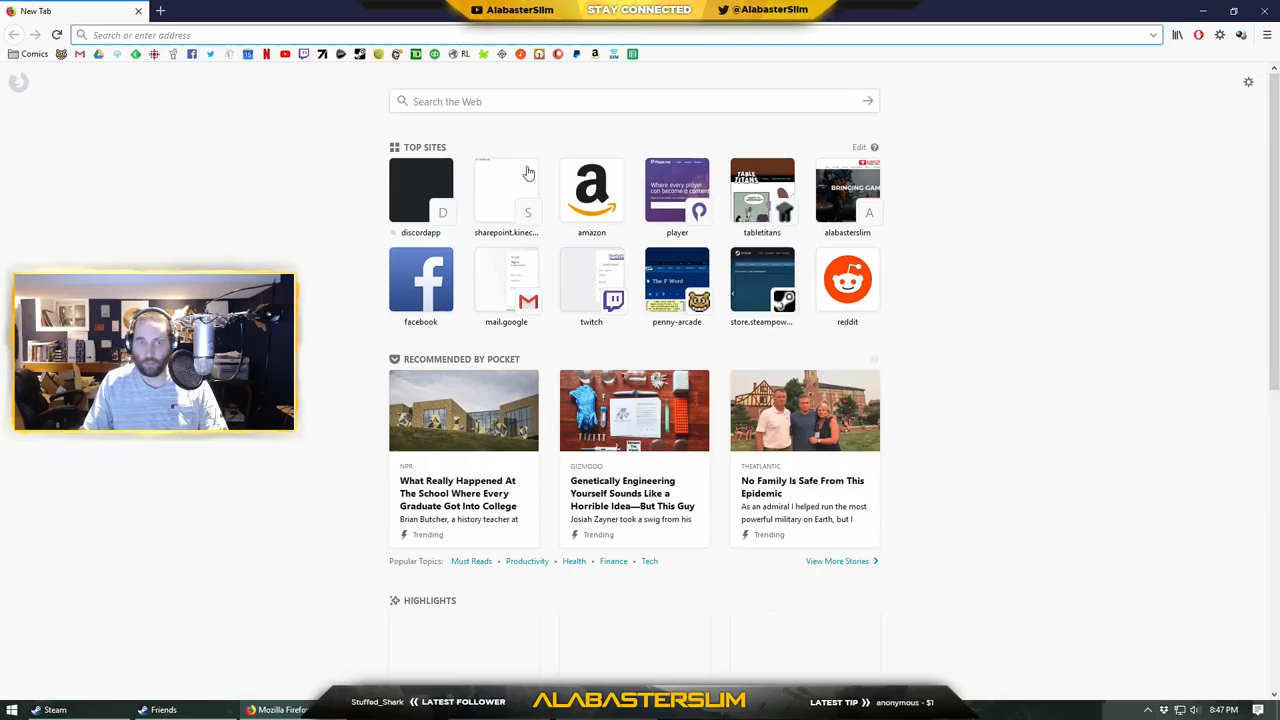 New Tab
AlabasterSlim
STAY CONNECTED
@AlabasterSlim
Search or enter address
Comics
RL
Search the Web
TOP SITES
Edit
D
S
A
discordapp
sharepoint.kinec...
amazon
player
tabletitans
alabasterslim
facebook
mail.google
twitch
penny-arcade
store.steampow...
reddit
RECOMMENDED BY POCKET
NPR
What Really Happened At
The School Where Every
Graduate Got Into College
Brian Butcher, a history teacher at
Trending
GIZMODO
Genetically Engineering
Yourself Sounds Like a
Horrible Idea—But This Guy
Josiah Zayner took a swig from his
Trending
THEATLANTIC
No Family Is Safe From This
Epidemic
As an admiral I helped run the most
powerful military on Earth, but I
Trending
Popular Topics: Must Reads • Productivity • Health • Finance • Tech
View More Stories
HIGHLIGHTS
Steam
Friends
Mozilla Firefo
Stuffed_Shark
LATEST FOLLOWER
ALABASTERSLIM
LATEST TIP
anonymous - $1
8:47 PM